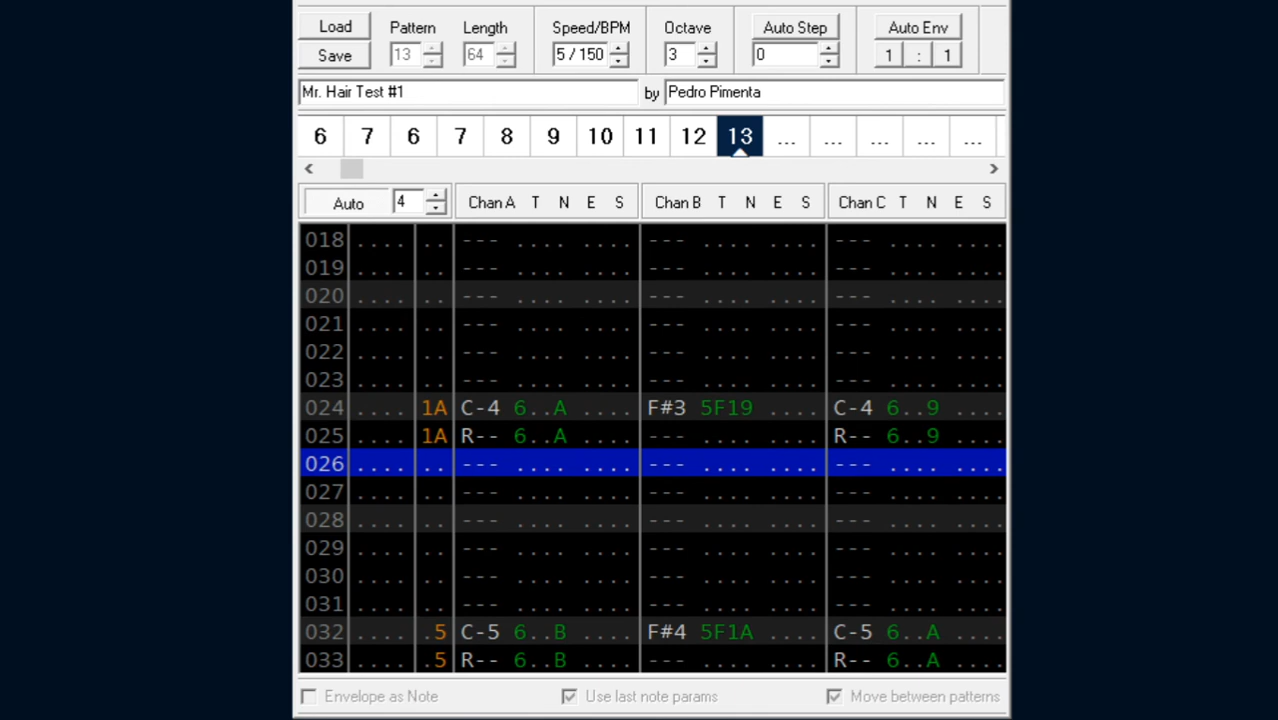 Load Pattern Length Speed/BPM Octave Auto Step Auto Env
Save 13 64 5/150 3 0 1 : 1
Mr. Hair Test #1 by Pedro Pimenta
6 7 6 7 8 9 10 11 12 13 ... ... ... ... ...
< >
Auto 4 Chan A T N E S Chan B T N E S Chan C T N E S
018 .... .. --- .... .... --- .... .... --- .... ....
019 .... .. --- .... .... --- .... .... --- .... ....
020 .... .. --- .... .... --- .... .... --- .... ....
021 .... .. --- .... .... --- .... .... --- .... ....
022 .... .. --- .... .... --- .... .... --- .... ....
023 .... .. --- .... .... --- .... .... --- .... ....
024 .... 1A C-4 6..A .... F#3 5F19 .... C-4 6..9 ....
025 .... 1A R-- 6..A .... --- .... .... R-- 6..9 ....
026 .... .. --- .... .... --- .... .... --- .... ....
027 .... .. --- .... .... --- .... .... --- .... ....
028 .... .. --- .... .... --- .... .... --- .... ....
029 .... .. --- .... .... --- .... .... --- .... ....
030 .... .. --- .... .... --- .... .... --- .... ....
031 .... .. --- .... .... --- .... .... --- .... ....
032 .... .5 C-5 6..B .... F#4 5F1A .... C-5 6..A ....
033 .... .5 R-- 6..B .... --- .... .... R-- 6..A ....
Envelope as Note Use last note params Move between patterns